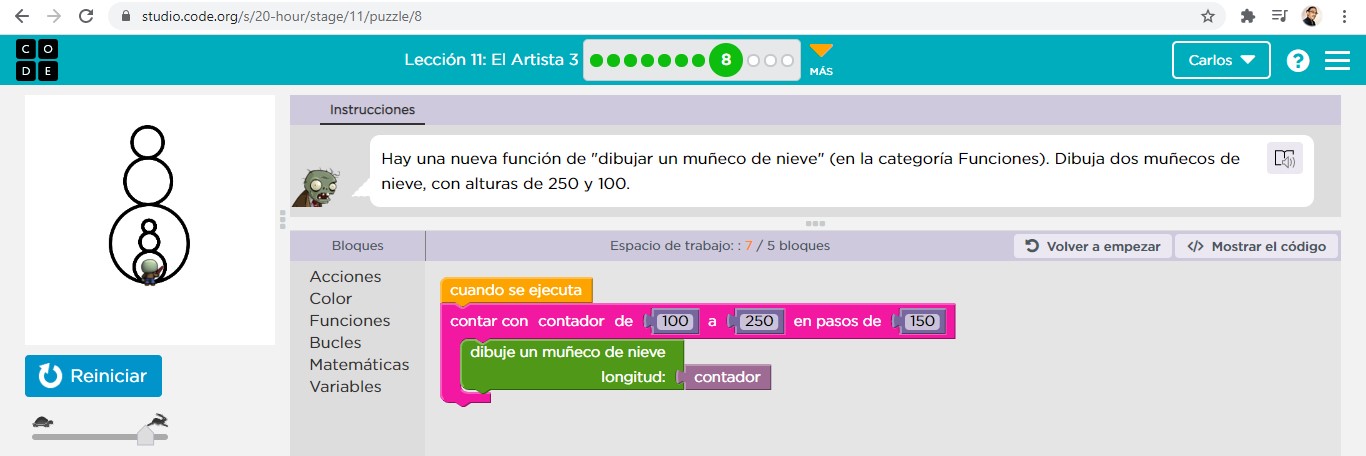 studio.code.org/s/20-hour/stage/11/puzzle/8
C O
D E
Lección 11: El Artista 3
8
MÁS
Carlos
?
Instrucciones
Hay una nueva función de "dibujar un muñeco de nieve" (en la categoría Funciones). Dibuja dos muñecos de
nieve, con alturas de 250 y 100.
Bloques
Espacio de trabajo: : 7 / 5 bloques
Volver a empezar
</> Mostrar el código
Acciones
Color
Funciones
Bucles
Matemáticas
Variables
cuando se ejecuta
contar con contador de 100 a 250 en pasos de 150
dibuje un muñeco de nieve
longitud: contador
Reiniciar